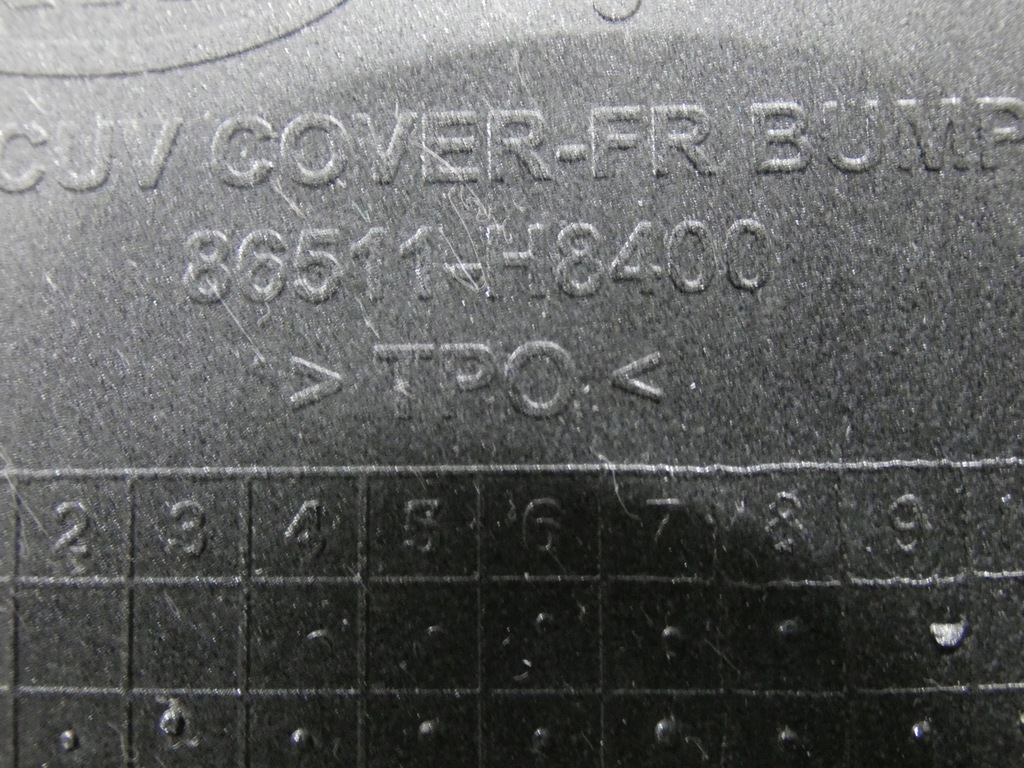 CUV COVER-FR BUMP
86511-H8400
> TPO <
2 3 4 5 6 7 8 9